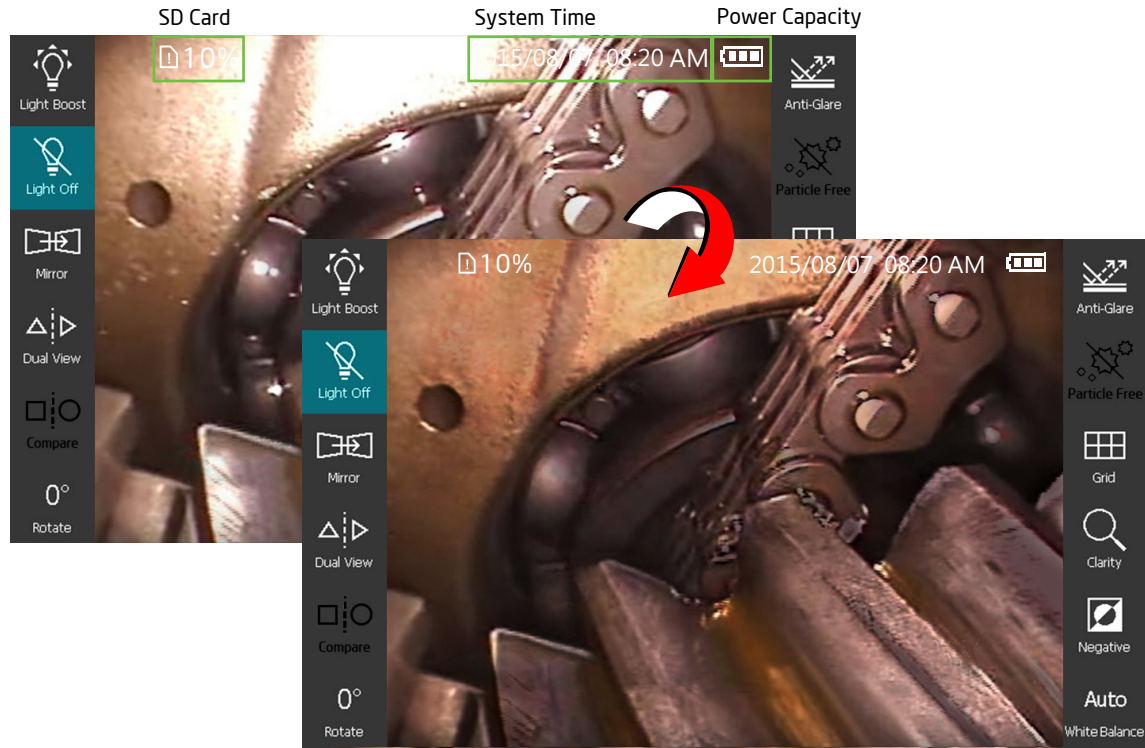 SD Card
System Time
Power Capacity
10%
2015/08/07 08:20 AM
Light Boost
Light Off
Mirror
Dual View
Compare
0°
Rotate
Anti-Glare
Particle Free
10%
2015/08/07 08:20 AM
Light Boost
Light Off
Mirror
Dual View
Compare
0°
Rotate
Anti-Glare
Particle Free
Grid
Clarity
Negative
Auto
White Balance